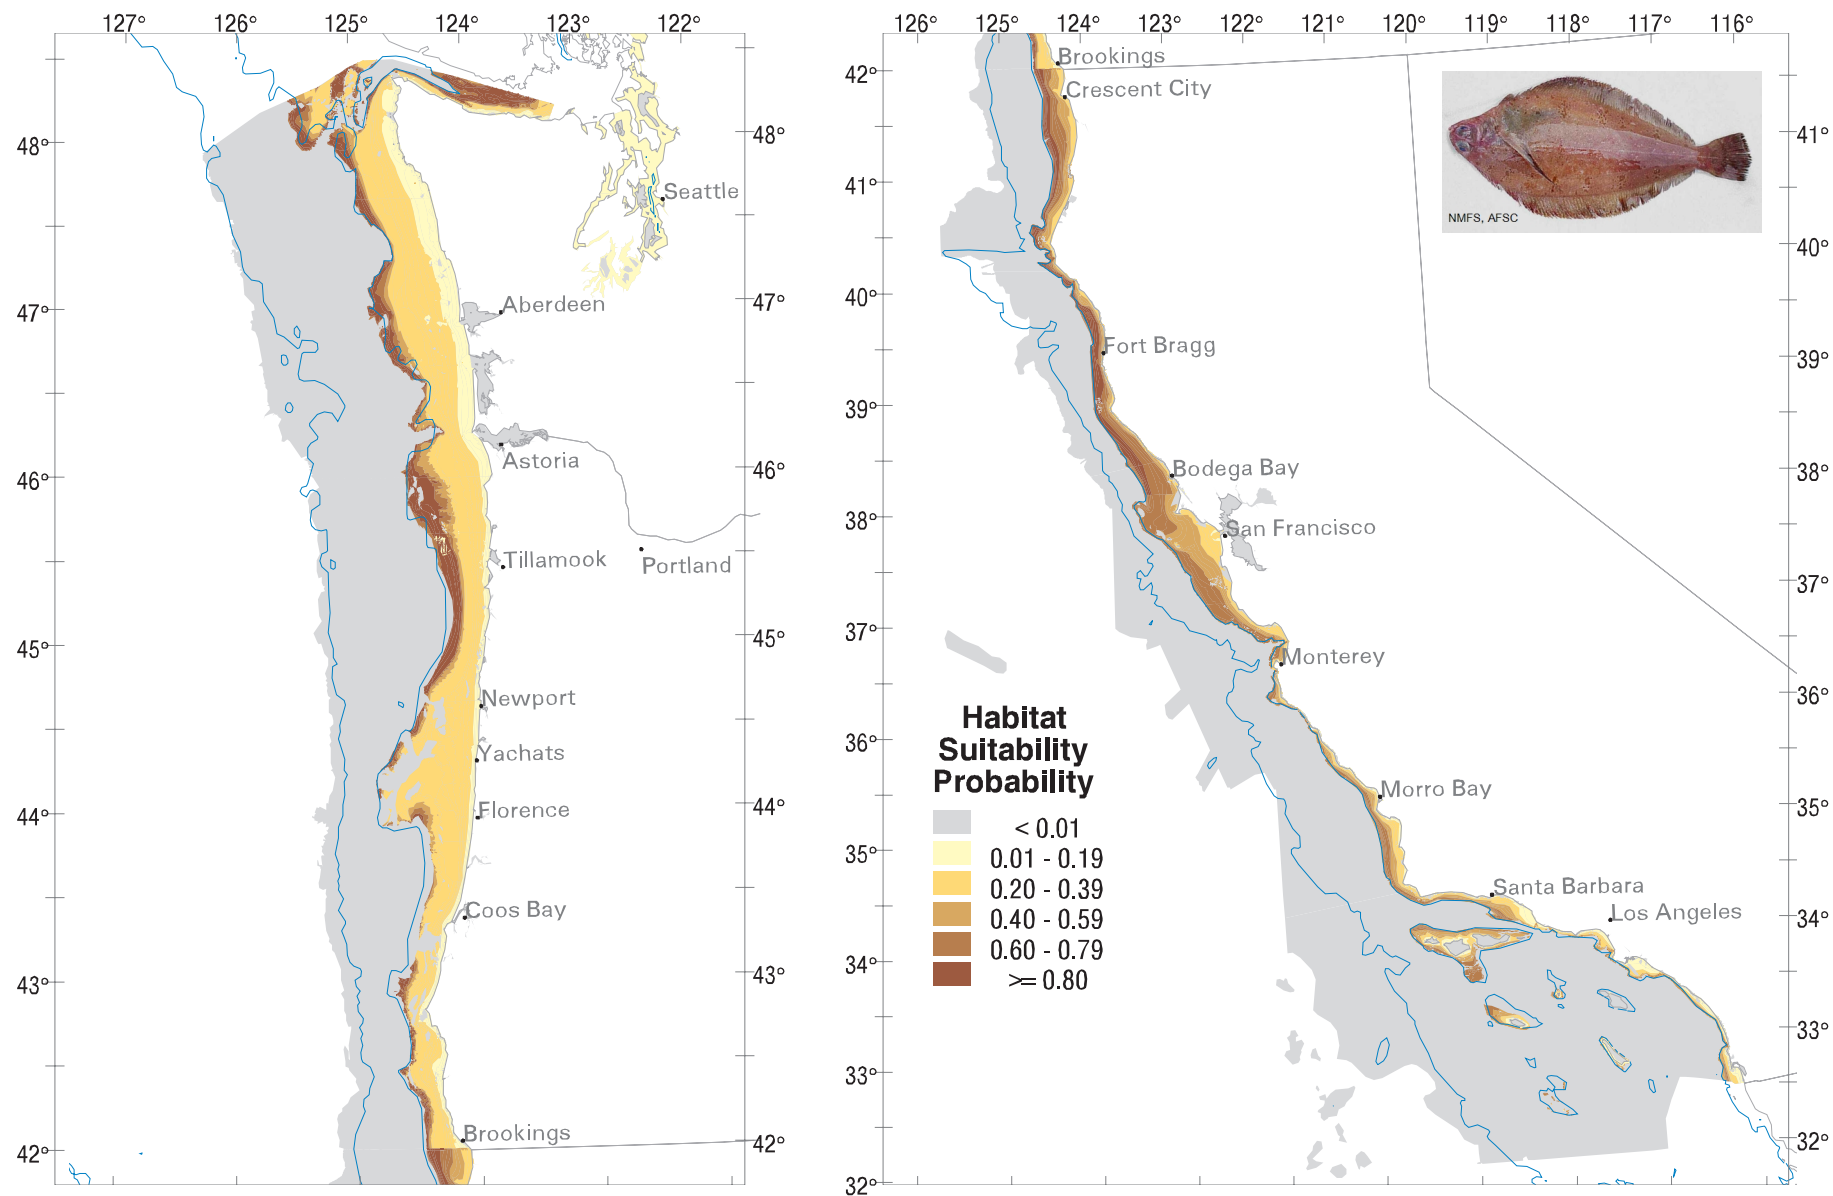 127° 126° 125° 124° 123° 122°
48°
47°
46°
45°
44°
43°
42°
48°
47°
46°
45°
44°
43°
42°
Seattle
Aberdeen
Astoria
Tillamook
Portland
Newport
Yachats
Florence
Coos Bay
Brookings
126° 125° 124° 123° 122° 121° 120° 119° 118° 117° 116°
42°
41°
40°
39°
38°
37°
36°
35°
34°
33°
32°
41°
40°
39°
38°
37°
36°
35°
34°
33°
32°
Brookings
Crescent City
Fort Bragg
Bodega Bay
San Francisco
Monterey
Morro Bay
Santa Barbara
Los Angeles
NMFS, AFSC
Habitat
Suitability
Probability
< 0.01
0.01 - 0.19
0.20 - 0.39
0.40 - 0.59
0.60 - 0.79
>= 0.80